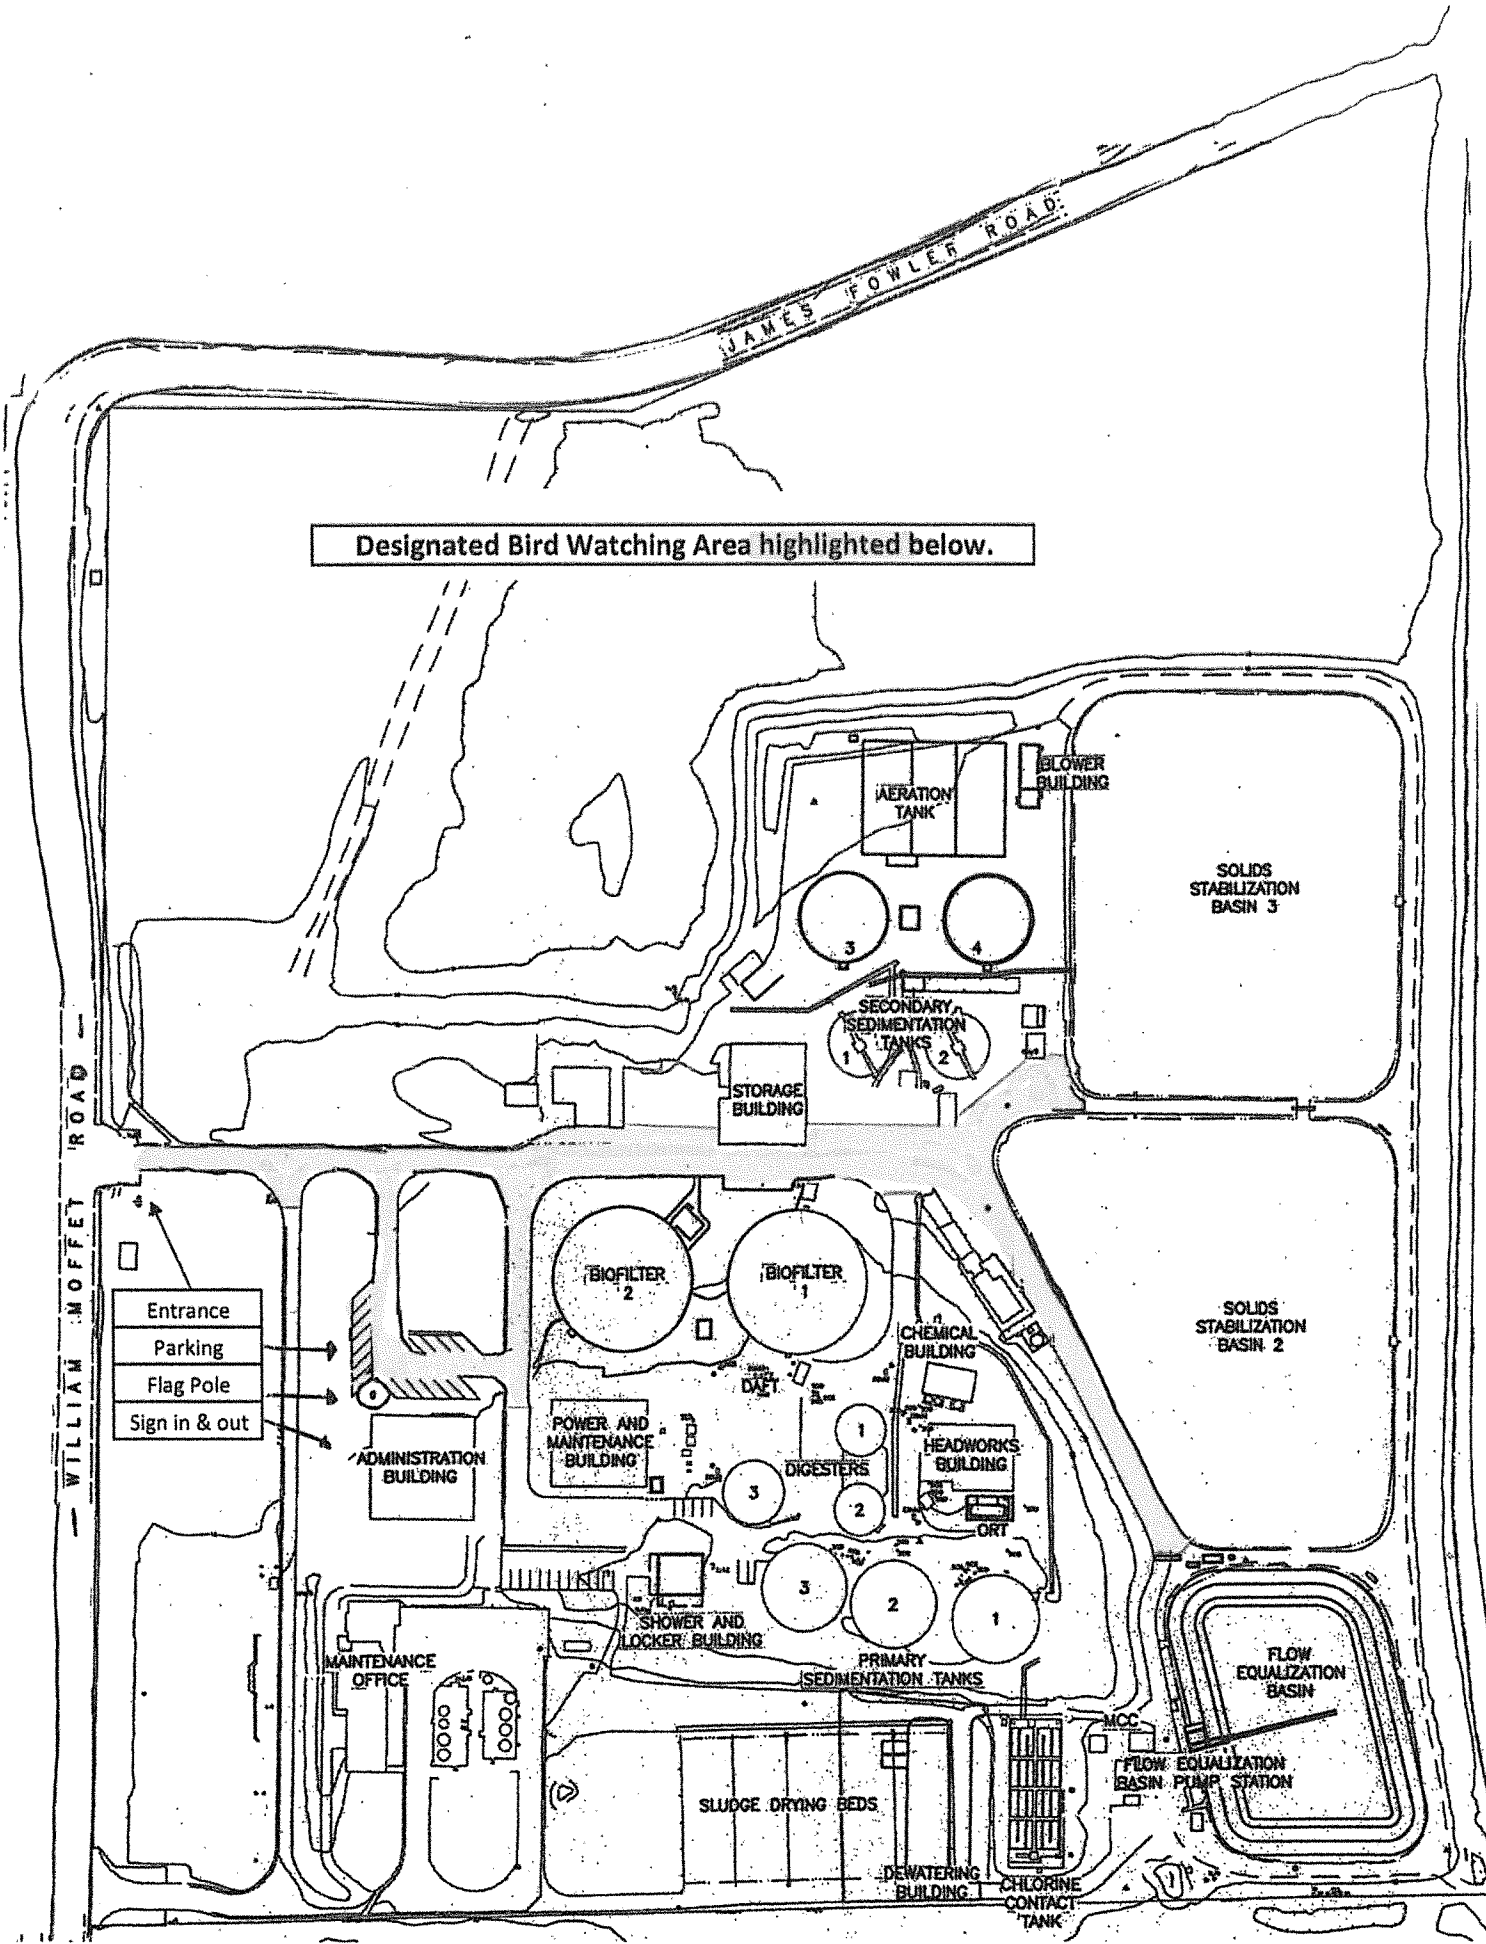 JAMES FOWLER ROAD
Designated Bird Watching Area highlighted below.
BLOWER
BUILDING
AERATION
TANK
SOLIDS
STABILIZATION
BASIN 3
3
4
SECONDARY
SEDIMENTATION
TANKS
1
2
STORAGE
BUILDING
WILLIAM MOFFET ROAD
BIOFILTER
2
BIOFILTER
1
Entrance
Parking
Flag Pole
Sign in & out
SOLIDS
STABILIZATION
BASIN 2
CHEMICAL
BUILDING
DAFT
POWER AND
MAINTENANCE
BUILDING
ADMINISTRATION
BUILDING
1
DIGESTERS
3
2
HEADWORKS
BUILDING
ORT
3
2
1
SHOWER AND
LOCKER BUILDING
PRIMARY
SEDIMENTATION TANKS
MAINTENANCE
OFFICE
FLOW
EQUALIZATION
BASIN
MCC
FLOW EQUALIZATION
BASIN PUMP STATION
SLUDGE DRYING BEDS
DEWATERING
BUILDING
CHLORINE
CONTACT
TANK